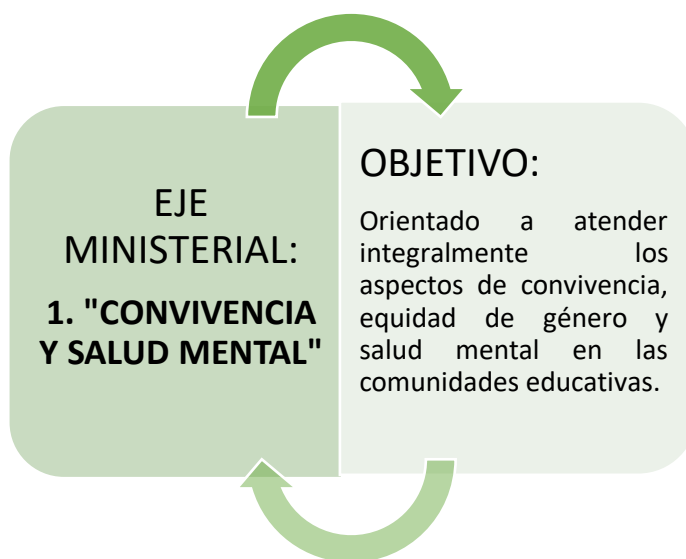 EJE
MINISTERIAL:
1. "CONVIVENCIA
Y SALUD MENTAL"
OBJETIVO:
Orientado a atender
integralmente los
aspectos de convivencia,
equidad de género y
salud mental en las
comunidades educativas.